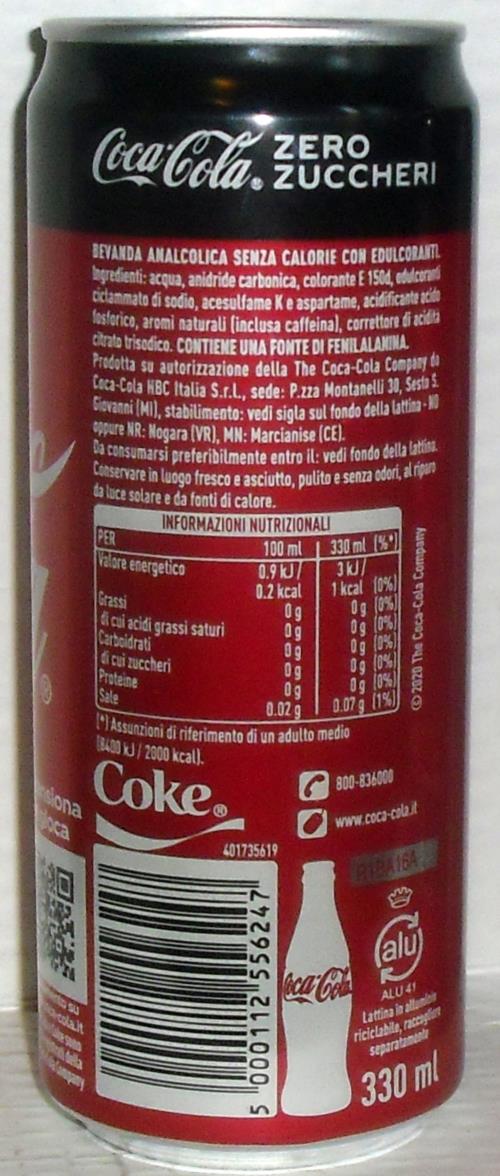 Coca-Cola® ZERO
ZUCCHERI
BEVANDA ANALCOLICA SENZA CALORIE CON EDULCORANTI.
Ingredienti: acqua, anidride carbonica, colorante E 150d, edulcoranti
ciclammato di sodio, acesulfame K e aspartame, acidificante acido
fosforico, aromi naturali (inclusa caffeina), correttore di acidità
citrato trisodico. CONTIENE UNA FONTE DI FENILALANINA.
Prodotta su autorizzazione della The Coca-Cola Company da
Coca-Cola HBC Italia S.r.l., sede: P.zza Montanelli 30, Sesto S.
Giovanni (MI), stabilimento: vedi sigla sul fondo della lattina - NO
oppure NR: Nogara (VR), MN: Marcianise (CE).
Da consumarsi preferibilmente entro il: vedi fondo della lattina.
Conservare in luogo fresco e asciutto, pulito e senza odori, al riparo
da luce solare e da fonti di calore.
INFORMAZIONI NUTRIZIONALI
PER 100 ml 330 ml (%*)
Valore energetico 0.9 kJ/ 3 kJ/
0.2 kcal 1 kcal (0%)
Grassi 0 g 0 g (0%)
di cui acidi grassi saturi 0 g 0 g (0%)
Carboidrati 0 g 0 g (0%)
di cui zuccheri 0 g 0 g (0%)
Proteine 0 g 0 g (0%)
Sale 0.02 g 0.07 g (1%)
(*) Assunzioni di riferimento di un adulto medio
(8400 kJ / 2000 kcal).
© 2020 The Coca-Cola Company
Coke®
800-836000
www.coca-cola.it
401735619
5 000112 556247
Coca-Cola
R1BA16A
alu
ALU 41
Lattina in alluminio
riciclabile, raccogliere
separatamente
330 ml